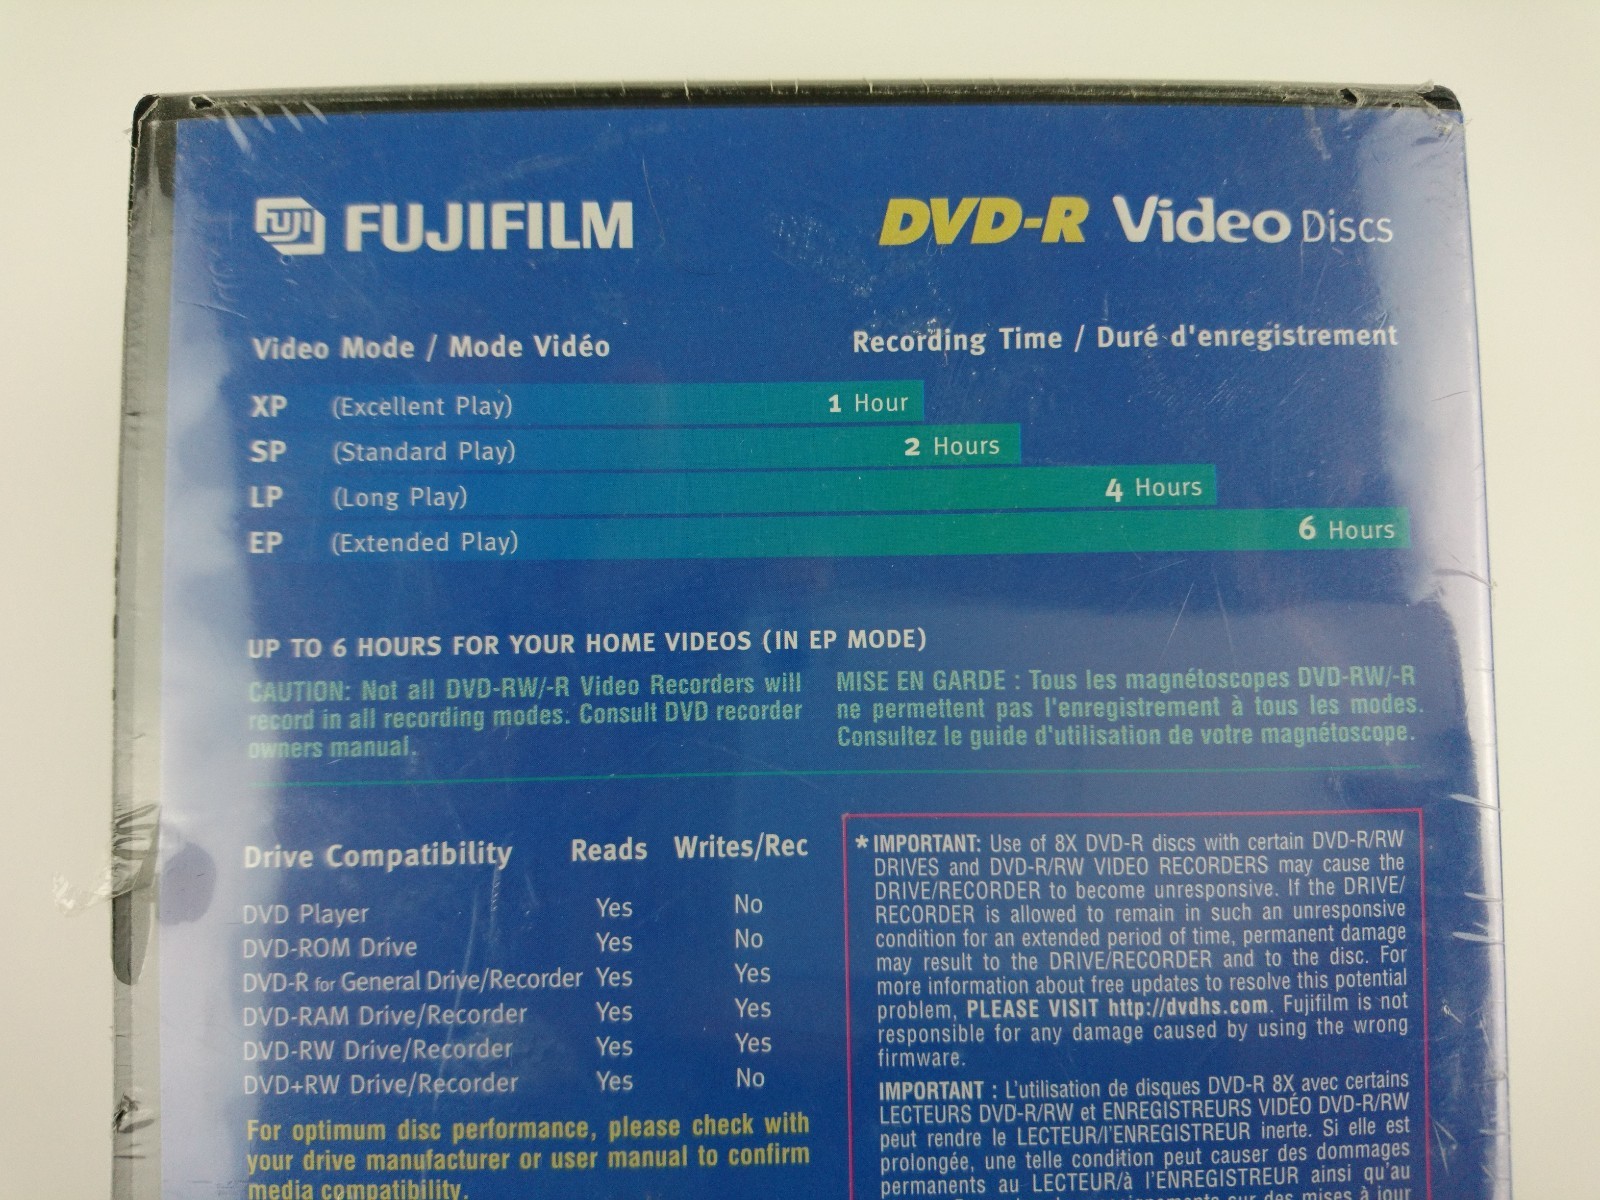 FUJI FUJIFILM
DVD-R Video Discs
Video Mode / Mode Vidéo Recording Time / Duré d'enregistrement
XP (Excellent Play) 1 Hour
SP (Standard Play) 2 Hours
LP (Long Play) 4 Hours
EP (Extended Play) 6 Hours
UP TO 6 HOURS FOR YOUR HOME VIDEOS (IN EP MODE)
CAUTION: Not all DVD-RW/-R Video Recorders will
record in all recording modes. Consult DVD recorder
owners manual.
MISE EN GARDE : Tous les magnétoscopes DVD-RW/-R
ne permettent pas l'enregistrement à tous les modes.
Consultez le guide d'utilisation de votre magnétoscope.
Drive Compatibility Reads Writes/Rec
DVD Player Yes No
DVD-ROM Drive Yes No
DVD-R for General Drive/Recorder Yes Yes
DVD-RAM Drive/Recorder Yes Yes
DVD-RW Drive/Recorder Yes Yes
DVD+RW Drive/Recorder Yes No
For optimum disc performance, please check with
your drive manufacturer or user manual to confirm
media compatibility.
* IMPORTANT: Use of 8X DVD-R discs with certain DVD-R/RW
DRIVES and DVD-R/RW VIDEO RECORDERS may cause the
DRIVE/RECORDER to become unresponsive. If the DRIVE/
RECORDER is allowed to remain in such an unresponsive
condition for an extended period of time, permanent damage
may result to the DRIVE/RECORDER and to the disc. For
more information about free updates to resolve this potential
problem, PLEASE VISIT http://dvdhs.com. Fujifilm is not
responsible for any damage caused by using the wrong
firmware.
IMPORTANT : L'utilisation de disques DVD-R 8X avec certains
LECTEURS DVD-R/RW et ENREGISTREURS VIDÉO DVD-R/RW
peut rendre le LECTEUR/l'ENREGISTREUR inerte. Si elle est
prolongée, une telle condition peut causer des dommages
permanents au LECTEUR/à l'ENREGISTREUR ainsi qu'au
sur des mises à jour